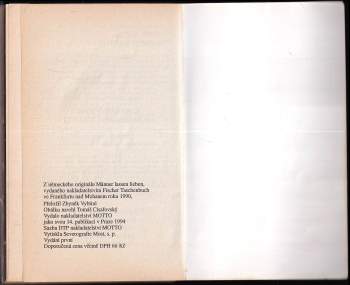 Z německého originálu Männer lassen lieben,
vydaného nakladatelstvím Fischer Taschenbuch
ve Frankfurtu nad Mohanem roku 1990,
Přeložil Zbyněk Vybíral
Obálku navrhl Tomáš Císařovský
Vydalo nakladatelství MOTTO
jako svou 14. publikaci v Praze 1994
Sazba DTP nakladatelství MOTTO
Vytiskla Severografie Most, s. p.
Vydání první
Doporučená cena včetně DPH 66 Kč